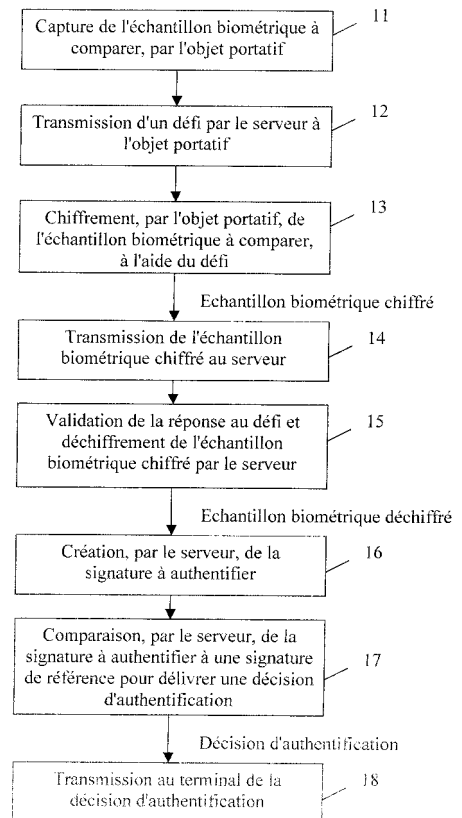 Capture de l'échantillon biométrique à
comparer, par l'objet portatif
11
Transmission d'un défi par le serveur à
l'objet portatif
12
Chiffrement, par l'objet portatif, de
l'échantillon biométrique à comparer,
à l'aide du défi
13
Echantillon biométrique chiffré
Transmission de l'échantillon
biométrique chiffré au serveur
14
Validation de la réponse au défi et
déchiffrement de l'échantillon
biométrique chiffré par le serveur
15
Echantillon biométrique déchiffré
Création, par le serveur, de la
signature à authentifier
16
Comparaison, par le serveur, de la
signature à authentifier à une signature
de référence pour délivrer une décision
d'authentification
17
Décision d'authentification
Transmission au terminal de la
décision d'authentification
18